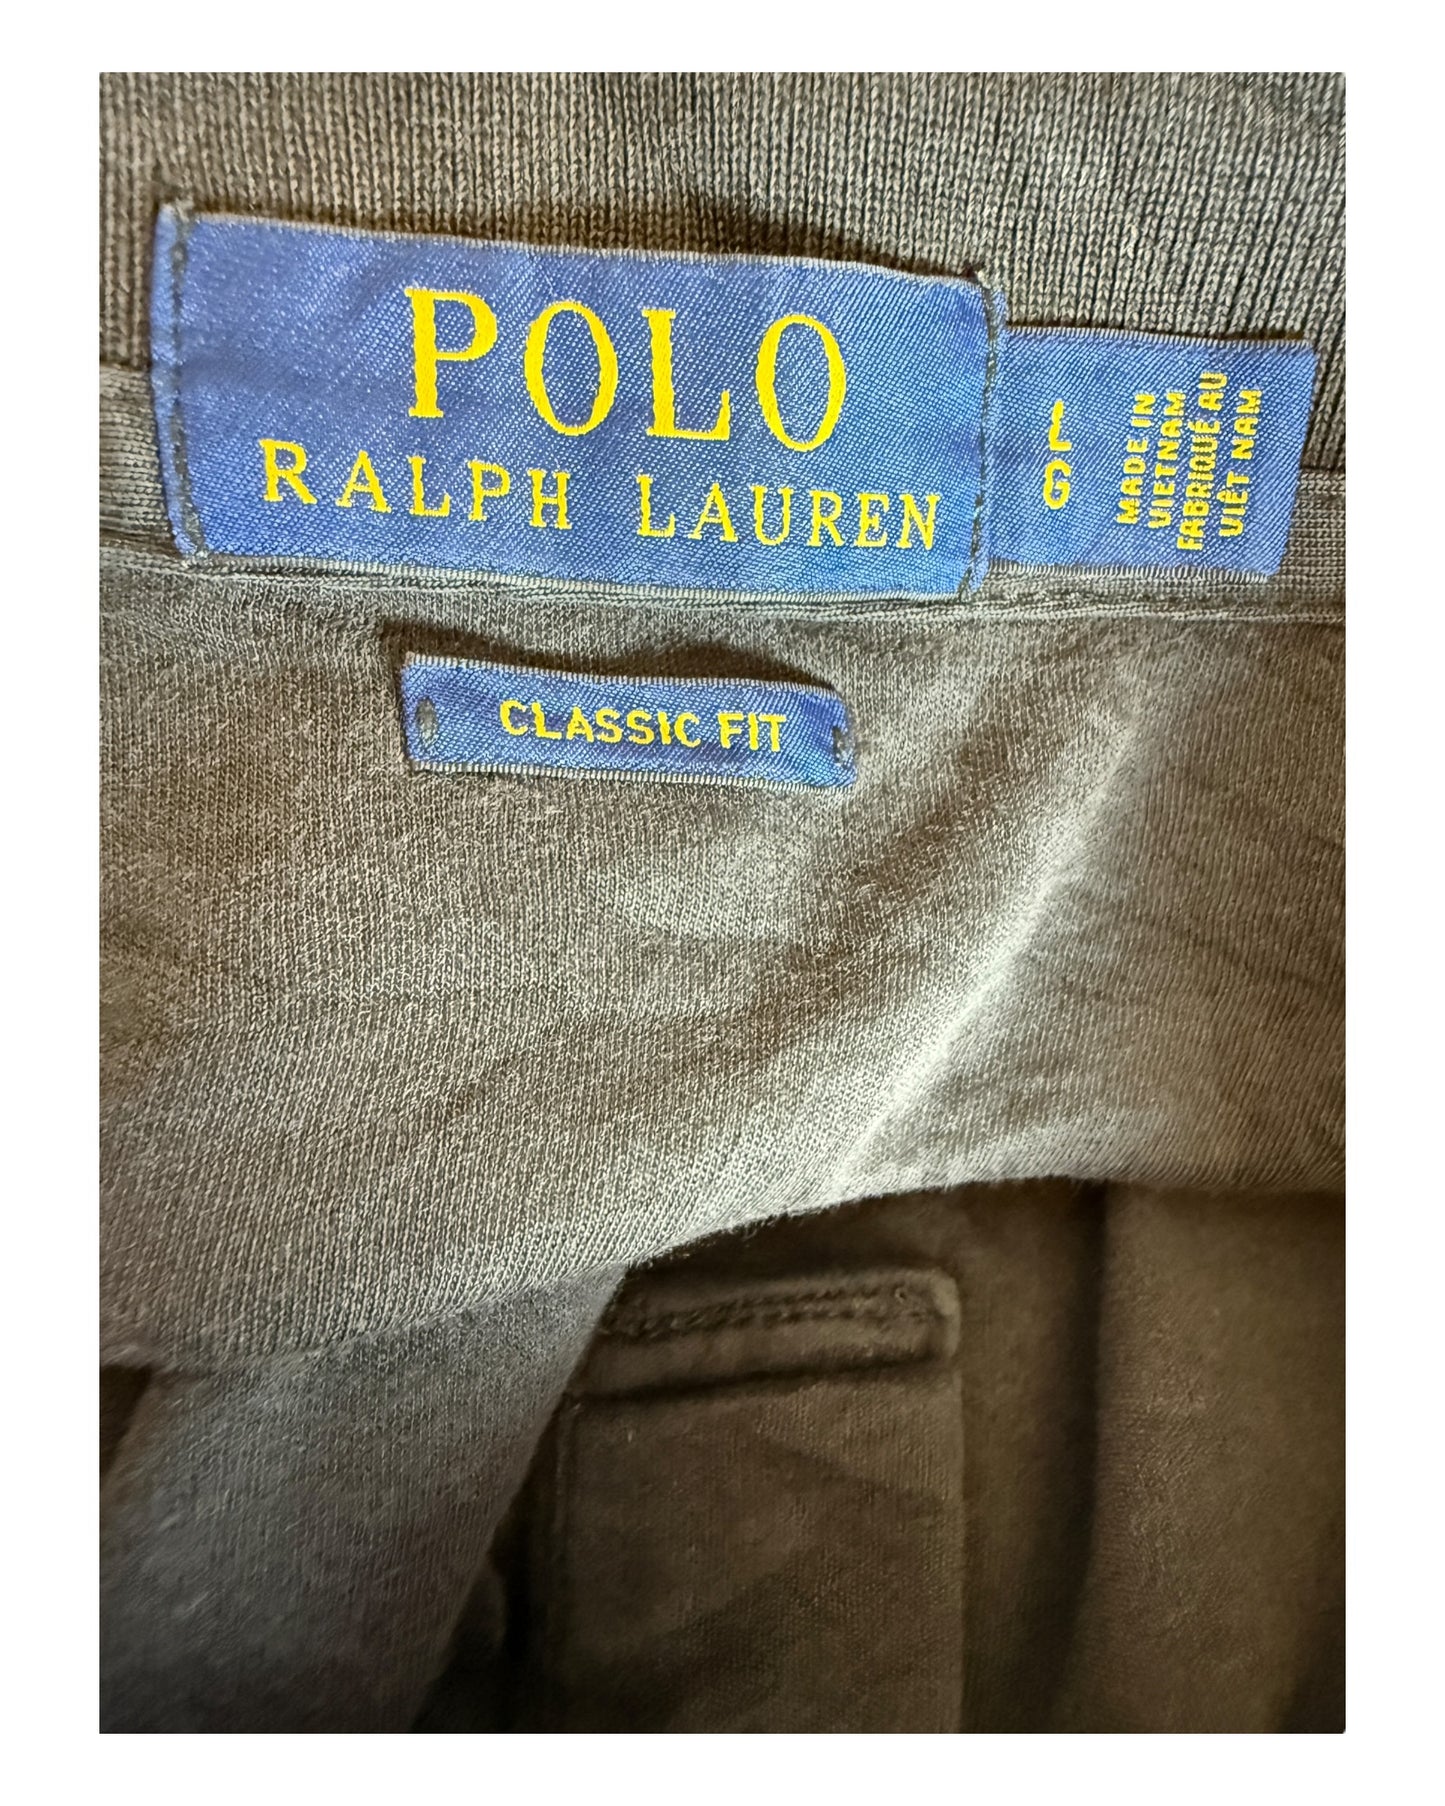 POLO
RALPH LAUREN
L
G
MADE IN
VIETNAM
FABRIQUÉ AU
VIÊT NAM
CLASSIC FIT